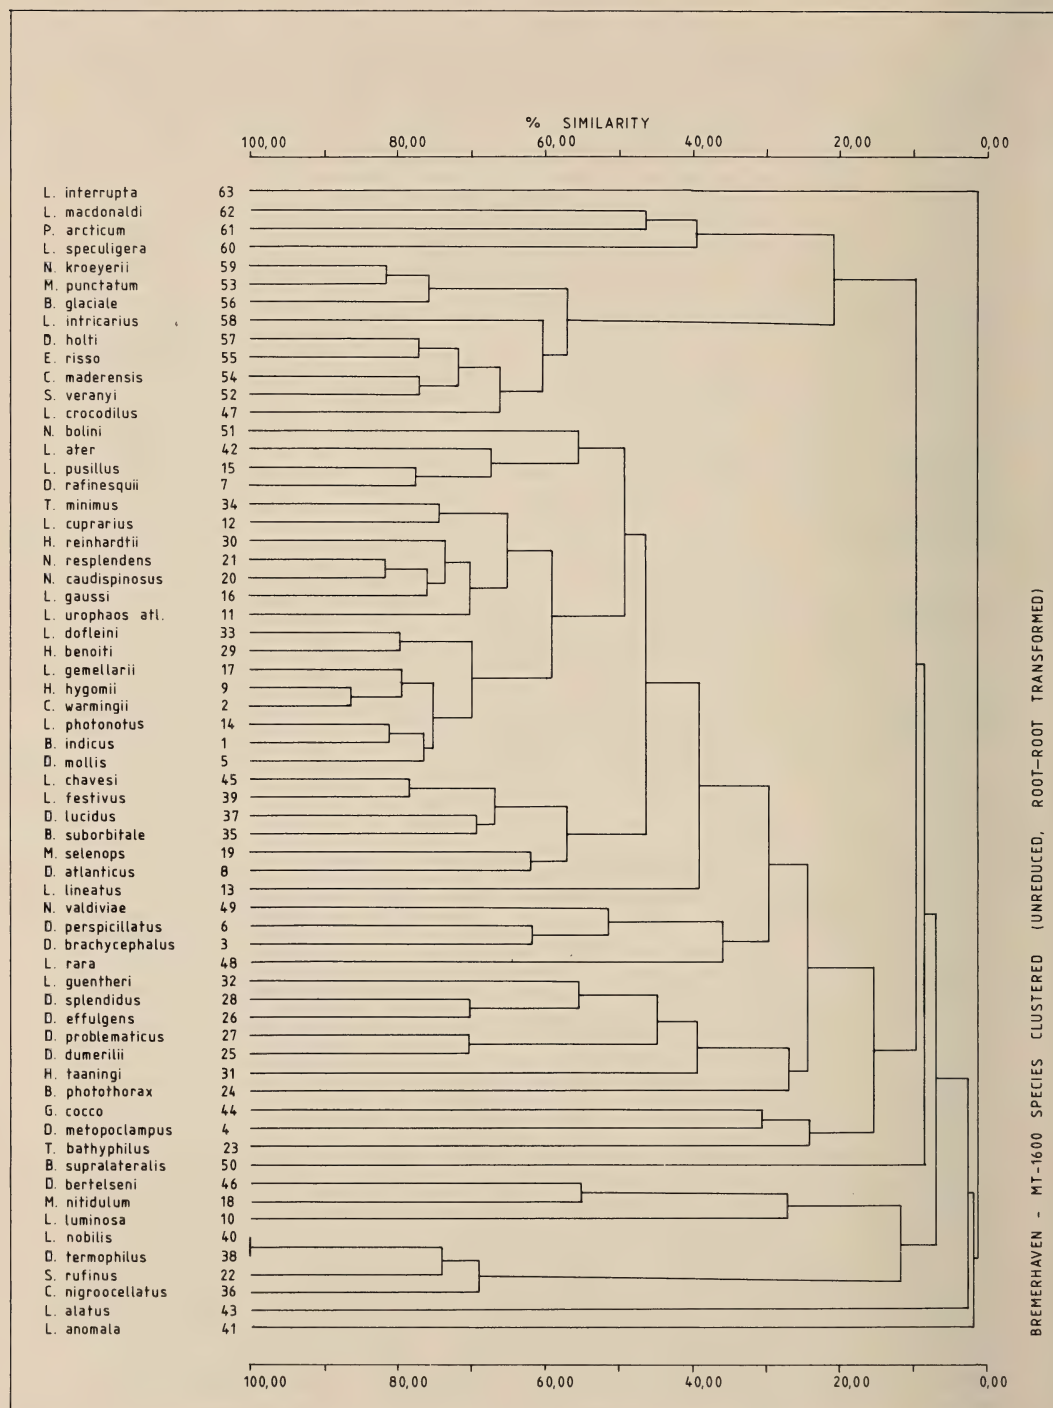 % SIMILARITY
100,00 80,00 60,00 40,00 20,00 0,00
L. interrupta 63
L. macdonaldi 62
P. arcticum 61
L. speculigera 60
N. kroeyerii 59
M. punctatum 53
B. glaciale 56
L. intricarius 58
D. holti 57
E. risso 55
C. maderensis 54
S. veranyi 52
L. crocodilus 47
N. bolini 51
L. ater 42
L. pusillus 15
D. rafinesquii 7
T. minimus 34
L. cuprarius 12
H. reinhardtii 30
N. resplendens 21
N. caudispinosus 20
L. gaussi 16
L. urophaos atl. 11
L. dofleini 33
H. benoiti 29
L. gemellarii 17
H. hygomii 9
C. warmingii 2
L. photonotus 14
B. indicus 1
D. mollis 5
L. chavesi 45
L. festivus 39
D. lucidus 37
B. suborbitale 35
M. selenops 19
D. atlanticus 8
L. lineatus 13
N. valdiviae 49
D. perspicillatus 6
D. brachycephalus 3
L. rara 48
L. guentheri 32
D. splendidus 28
D. effulgens 26
D. problematicus 27
D. dumerilii 25
H. taaningi 31
B. photothorax 24
G. cocco 44
D. metopoclampus 4
T. bathyphilus 23
B. supralateralis 50
D. bertelseni 46
M. nitidulum 18
L. luminosa 10
L. nobilis 40
D. termophilus 38
S. rufinus 22
C. nigroocellatus 36
L. alatus 43
L. anomala 41
100,00 80,00 60,00 40,00 20,00 0,00
BREMERHAVEN - MT-1600 SPECIES CLUSTERED (UNREDUCED, ROOT-ROOT TRANSFORMED)